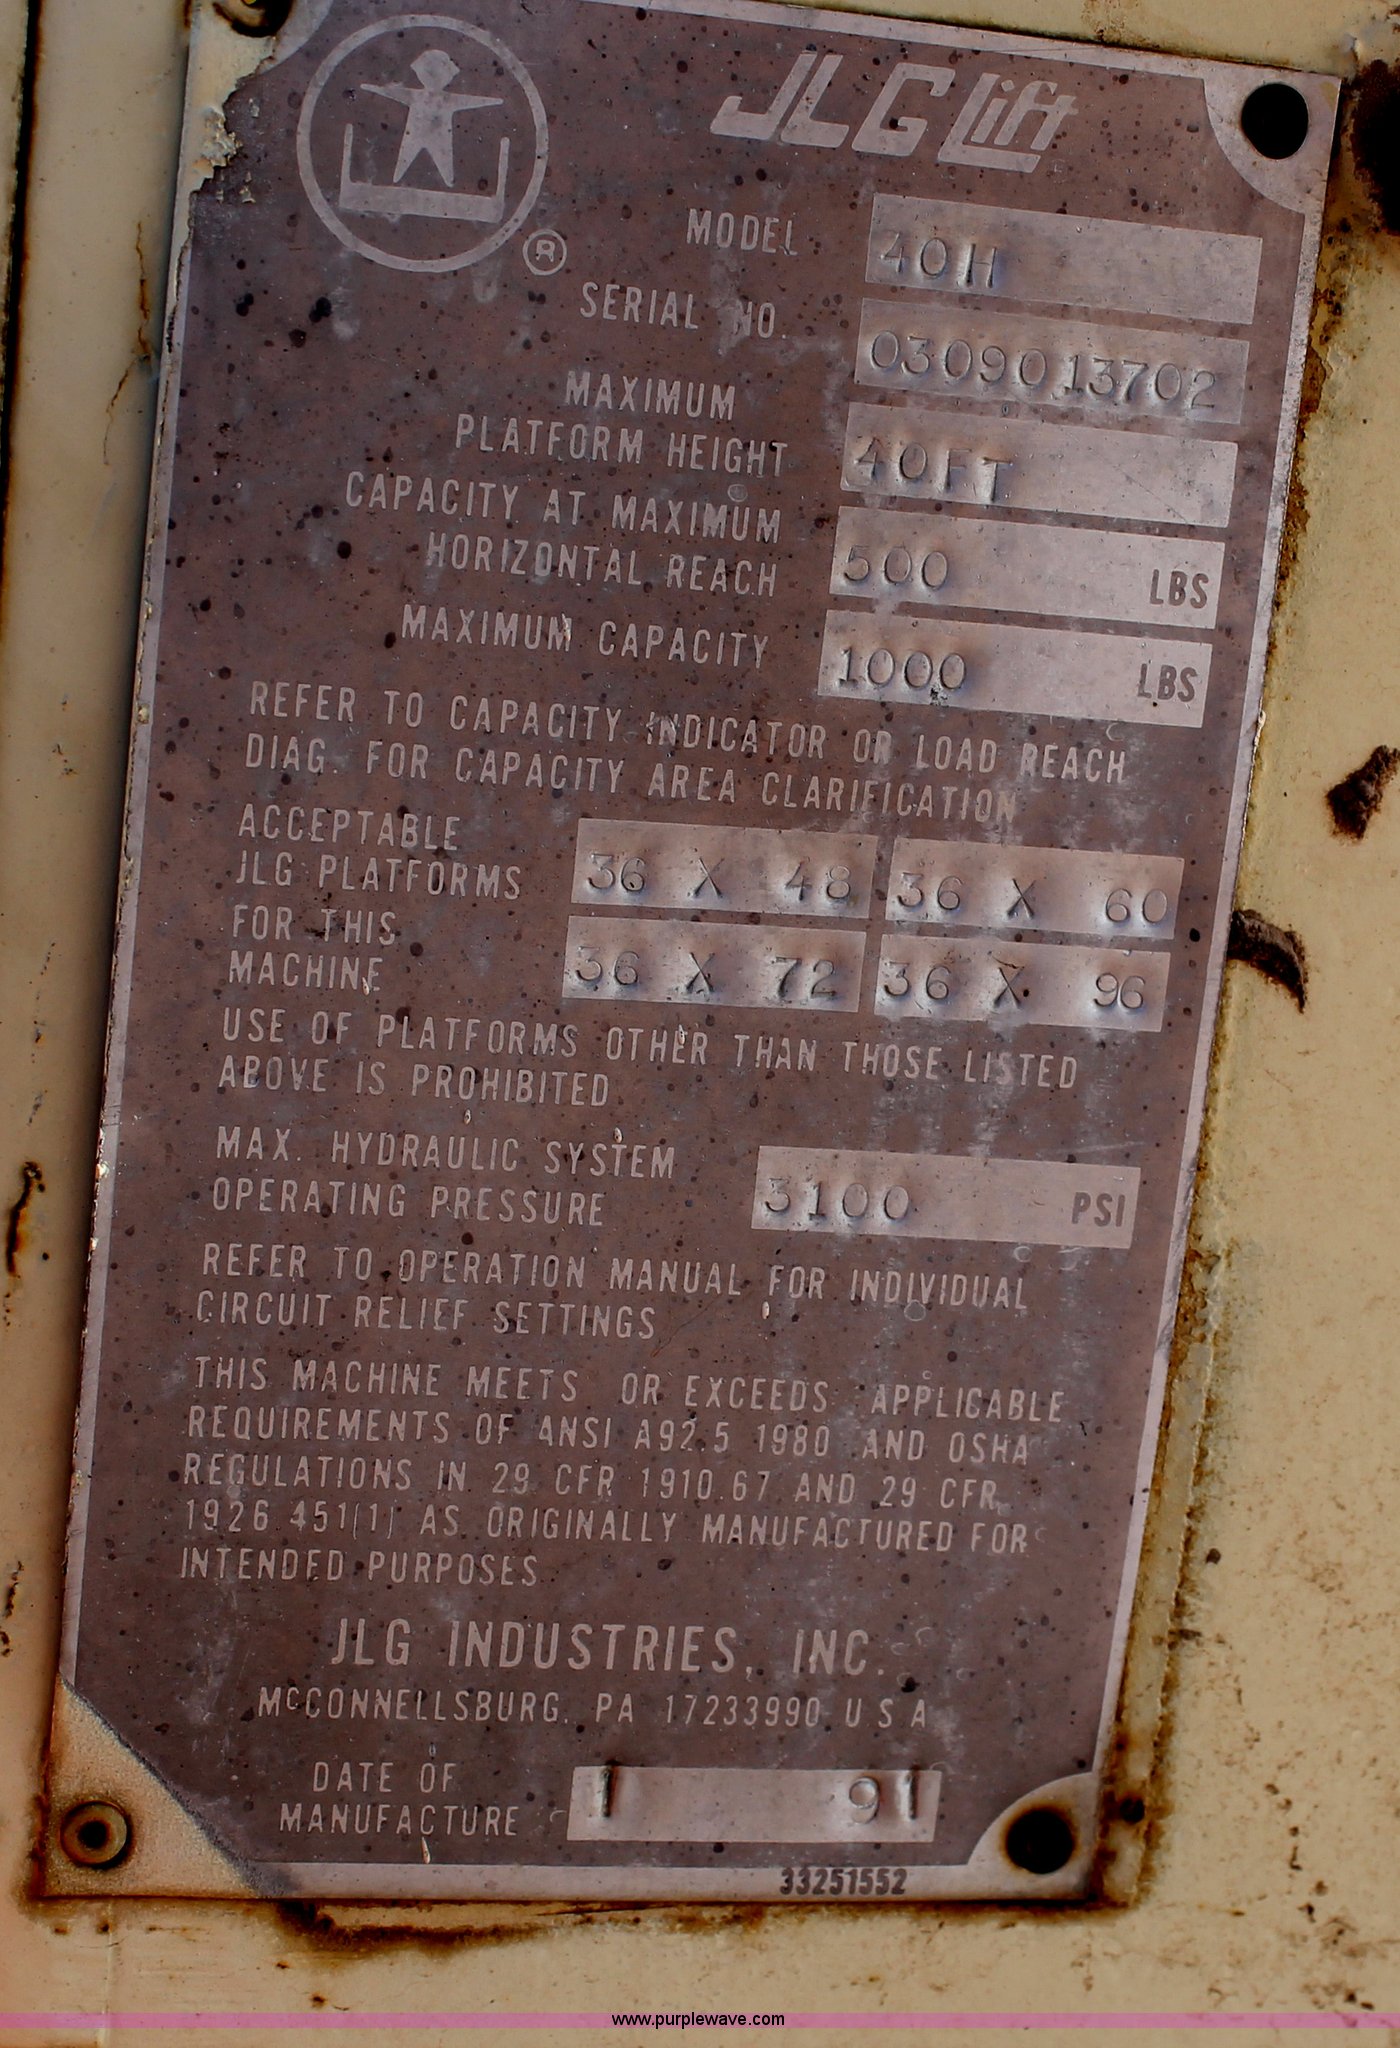 JLG Lift
®
MODEL 40H
SERIAL NO. 0309013702
MAXIMUM
PLATFORM HEIGHT 40FT
CAPACITY AT MAXIMUM
HORIZONTAL REACH 500 LBS
MAXIMUM CAPACITY 1000 LBS
REFER TO CAPACITY INDICATOR OR LOAD REACH
DIAG. FOR CAPACITY AREA CLARIFICATION
ACCEPTABLE
JLG PLATFORMS
FOR THIS
MACHINE
36 X 48 36 X 60
36 X 72 36 X 96
USE OF PLATFORMS OTHER THAN THOSE LISTED
ABOVE IS PROHIBITED
MAX. HYDRAULIC SYSTEM
OPERATING PRESSURE 3100 PSI
REFER TO OPERATION MANUAL FOR INDIVIDUAL
CIRCUIT RELIEF SETTINGS
THIS MACHINE MEETS OR EXCEEDS APPLICABLE
REQUIREMENTS OF ANSI A92.5 1980 AND OSHA
REGULATIONS IN 29 CFR 1910.67 AND 29 CFR
1926 451(1) AS ORIGINALLY MANUFACTURED FOR
INTENDED PURPOSES
JLG INDUSTRIES, INC.
McCONNELLSBURG, PA 17233990 U S A
DATE OF
MANUFACTURE 1 91
33251552
www.purplewave.com